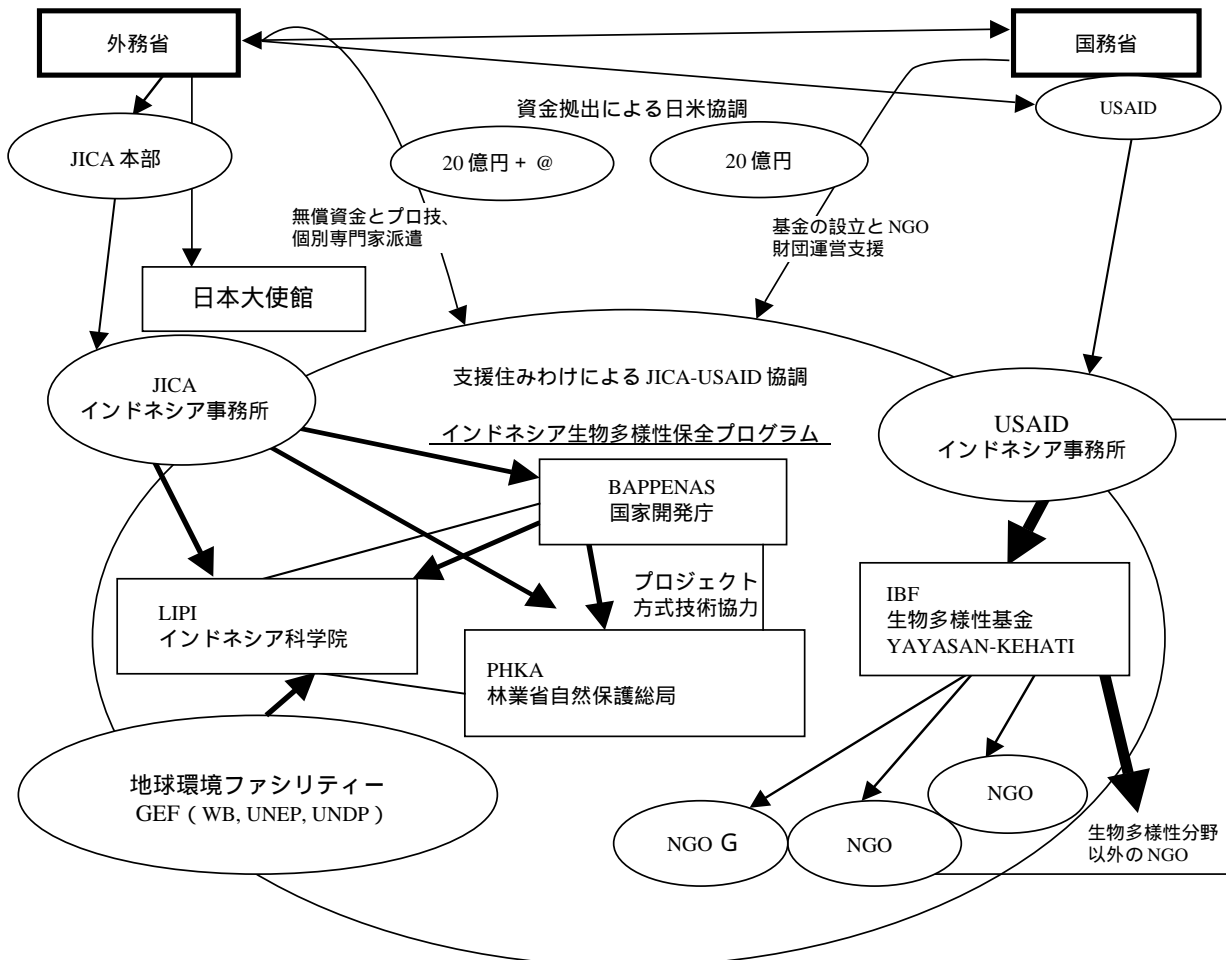 外務省
国務省
USAID
資金拠出による日米協調
JICA 本部
20 億円 + @
20 億円
無償資金とプロ技、
個別専門家派遣
基金の設立と NGO
財団運営支援
日本大使館
JICA
インドネシア事務所
支援住みわけによる JICA-USAID 協調
インドネシア生物多様性保全プログラム
USAID
インドネシア事務所
BAPPENAS
国家開発庁
プロジェクト
方式技術協力
LIPI
インドネシア科学院
IBF
生物多様性基金
YAYASAN-KEHATI
PHKA
林業省自然保護総局
地球環境ファシリティー
GEF ( WB, UNEP, UNDP )
NGO G
NGO
NGO
生物多様性分野
以外の NGO